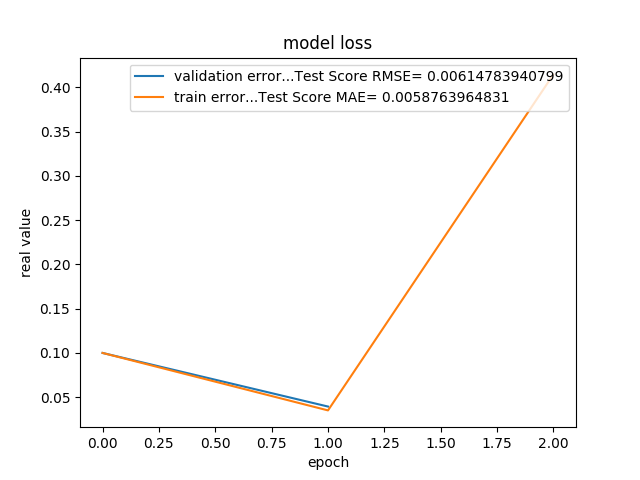 model loss
validation error...Test Score RMSE= 0.00614783940799
train error...Test Score MAE= 0.0058763964831
real value
0.40
0.35
0.30
0.25
0.20
0.15
0.10
0.05
0.00 0.25 0.50 0.75 1.00 1.25 1.50 1.75 2.00
epoch